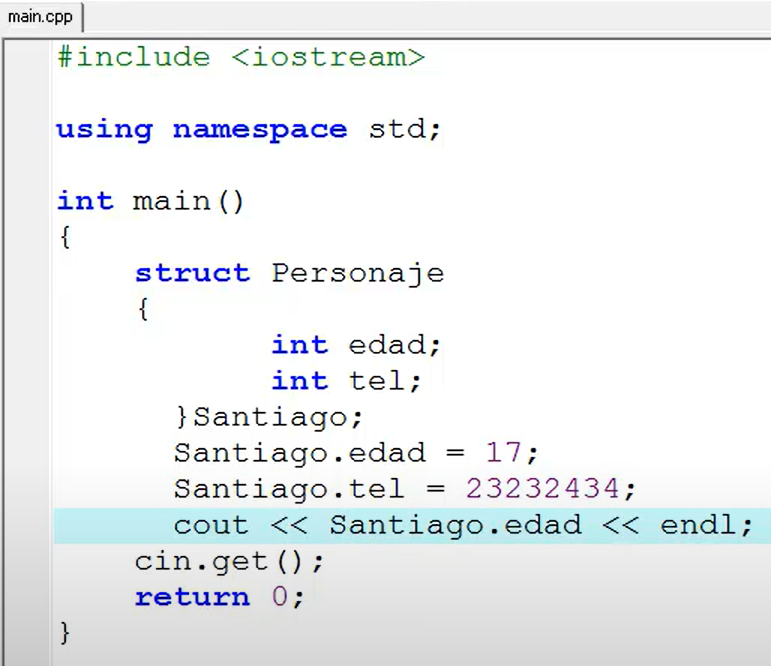 main.cpp
#include <iostream>
using namespace std;
int main()
{
struct Personaje
{
int edad;
int tel;
}Santiago;
Santiago.edad = 17;
Santiago.tel = 23232434;
cout << Santiago.edad << endl;
cin.get();
return 0;
}